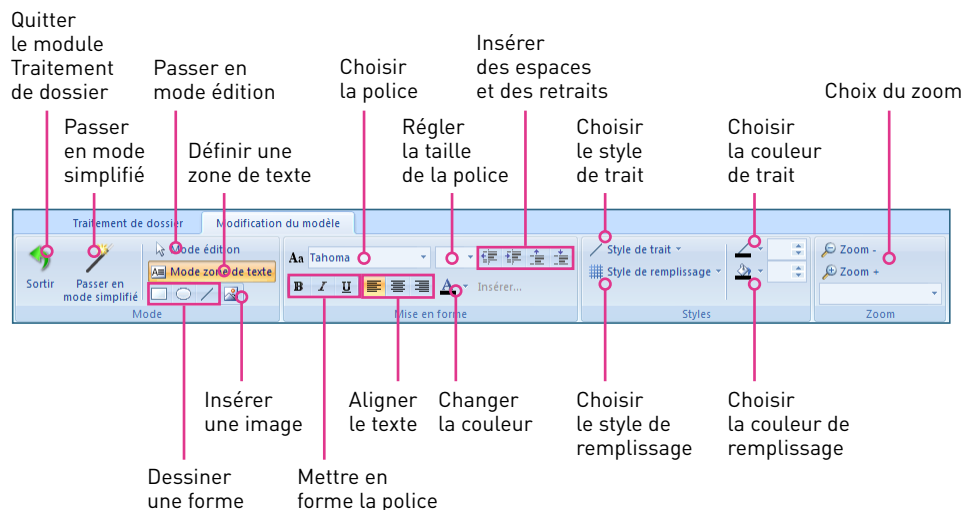 Quitter
le module
Traitement
de dossier
Passer en
mode édition
Choisir
la police
Insérer
des espaces
et des retraits
Choix du zoom
Passer
en mode
simplifié
Définir une
zone de texte
Régler
la taille
de la police
Choisir
le style
de trait
Choisir
la couleur
de trait
Traitement de dossier
Modification du modèle
Sortir
Passer en
mode simplifié
Mode édition
Mode zone de texte
Mode
Aa Tahoma
B I U
A
Insérer...
Mise en forme
Style de trait
Style de remplissage
Styles
Zoom -
Zoom +
Zoom
Insérer
une image
Aligner
le texte
Changer
la couleur
Choisir
le style de
remplissage
Choisir
la couleur de
remplissage
Dessiner
une forme
Mettre en
forme la police